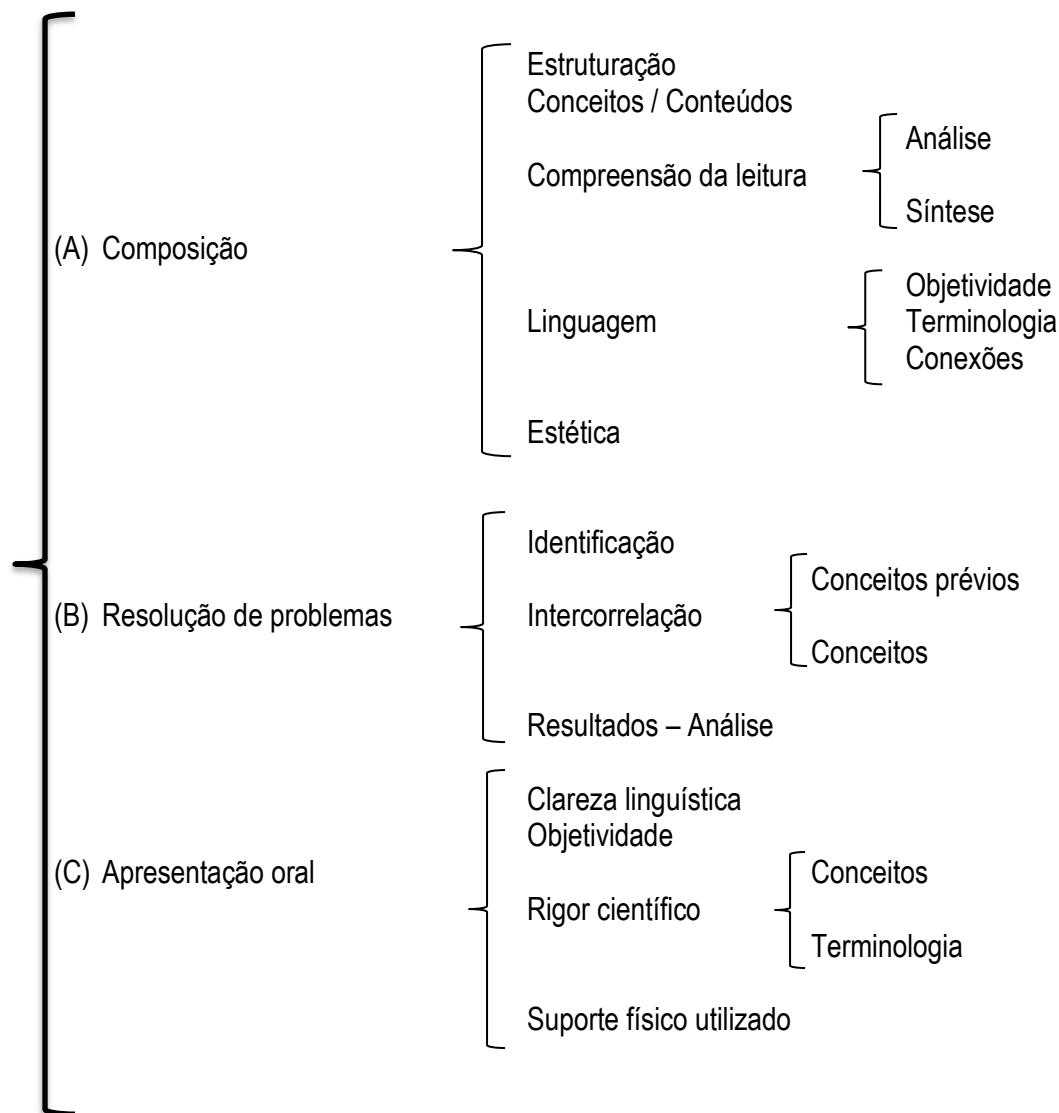 Estruturação
Conceitos / Conteúdos
Análise
Compreensão da leitura
Síntese
(A) Composição
Objetividade
Linguagem
Terminologia
Conexões
Estética
Identificação
Conceitos prévios
(B) Resolução de problemas
Intercorrelação
Conceitos
Resultados – Análise
Clareza linguística
Objetividade
(C) Apresentação oral
Conceitos
Rigor científico
Terminologia
Suporte físico utilizado